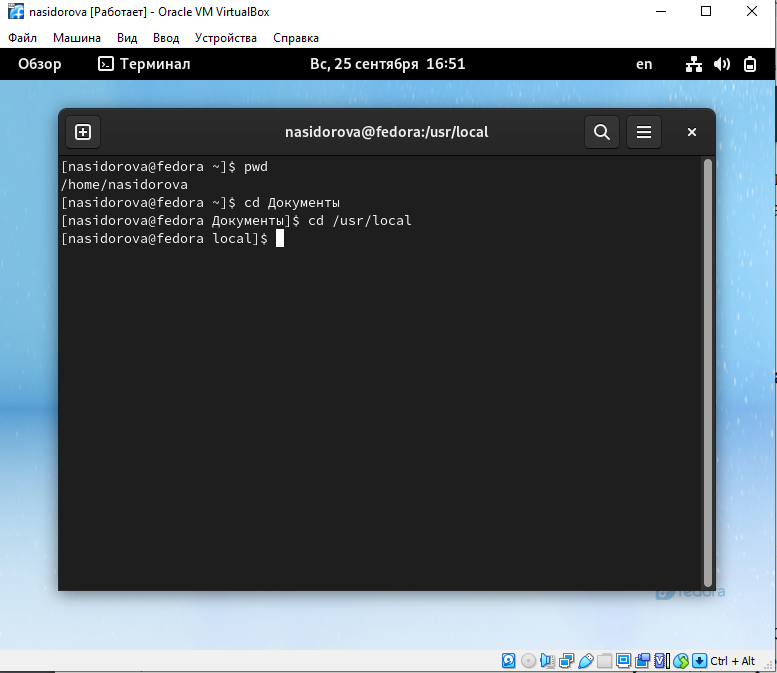 nasidorova [Работает] - Oracle VM VirtualBox
Файл Машина Вид Ввод Устройства Справка
Обзор Терминал Вс, 25 сентября 16:51 en
nasidorova@fedora:/usr/local
[nasidorova@fedora ~]$ pwd
/home/nasidorova
[nasidorova@fedora ~]$ cd Документы
[nasidorova@fedora Документы]$ cd /usr/local
[nasidorova@fedora local]$
fedora
Ctrl + Alt